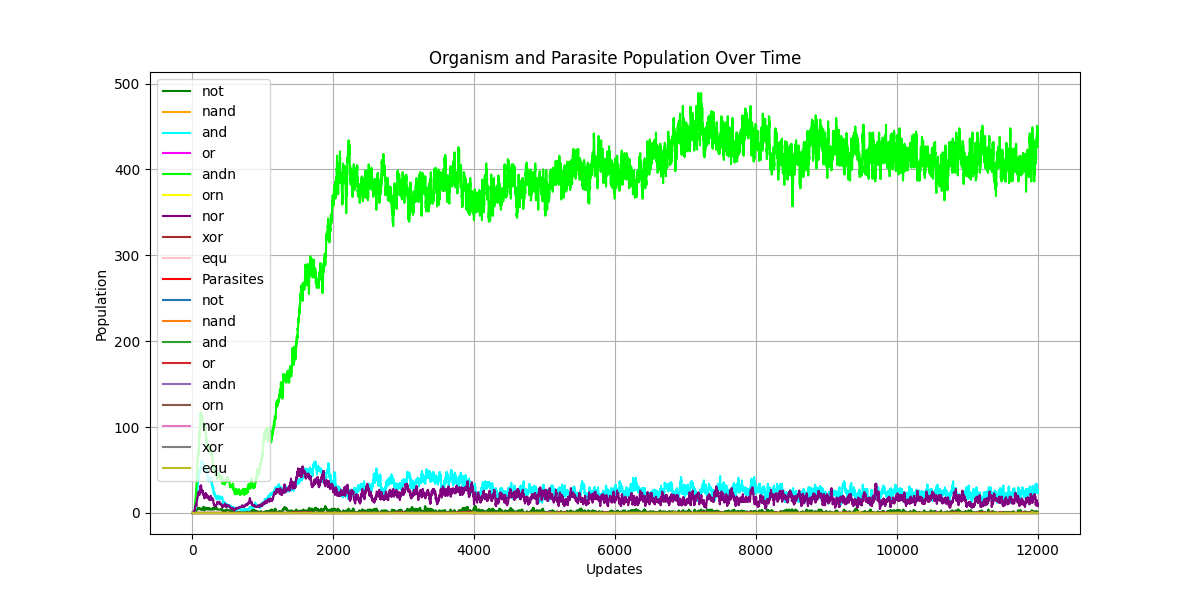 Organism and Parasite Population Over Time
500
400
300
200
100
0
Population
not
nand
and
or
andn
orn
nor
xor
equ
Parasites
not
nand
and
or
andn
orn
nor
xor
equ
0 2000 4000 6000 8000 10000 12000
Updates